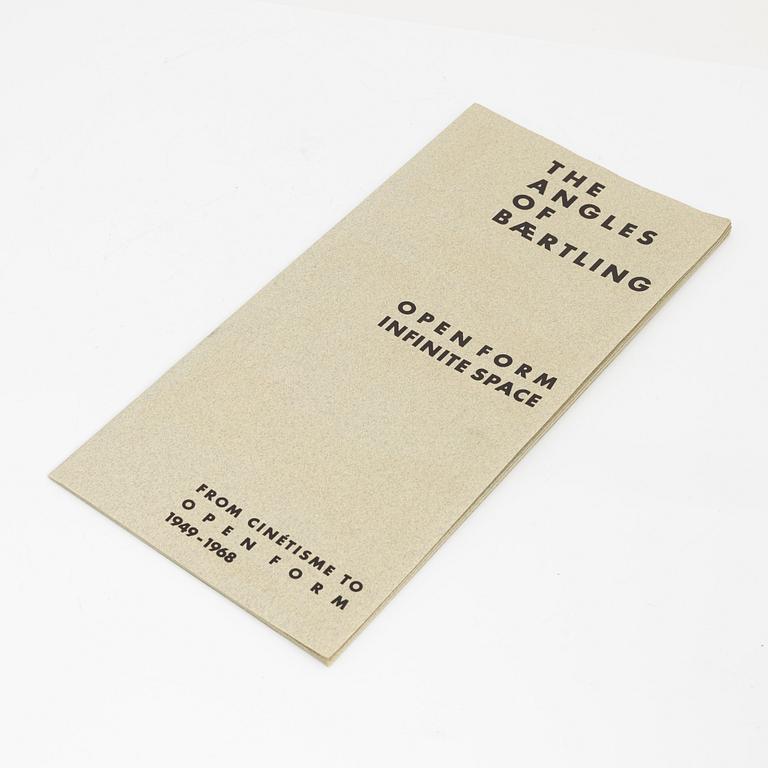 THE
ANGLES
OF
BÆRTLING
OPEN FORM
INFINITE SPACE
FROM CINÉTISME TO
OPEN FORM
1949-1968